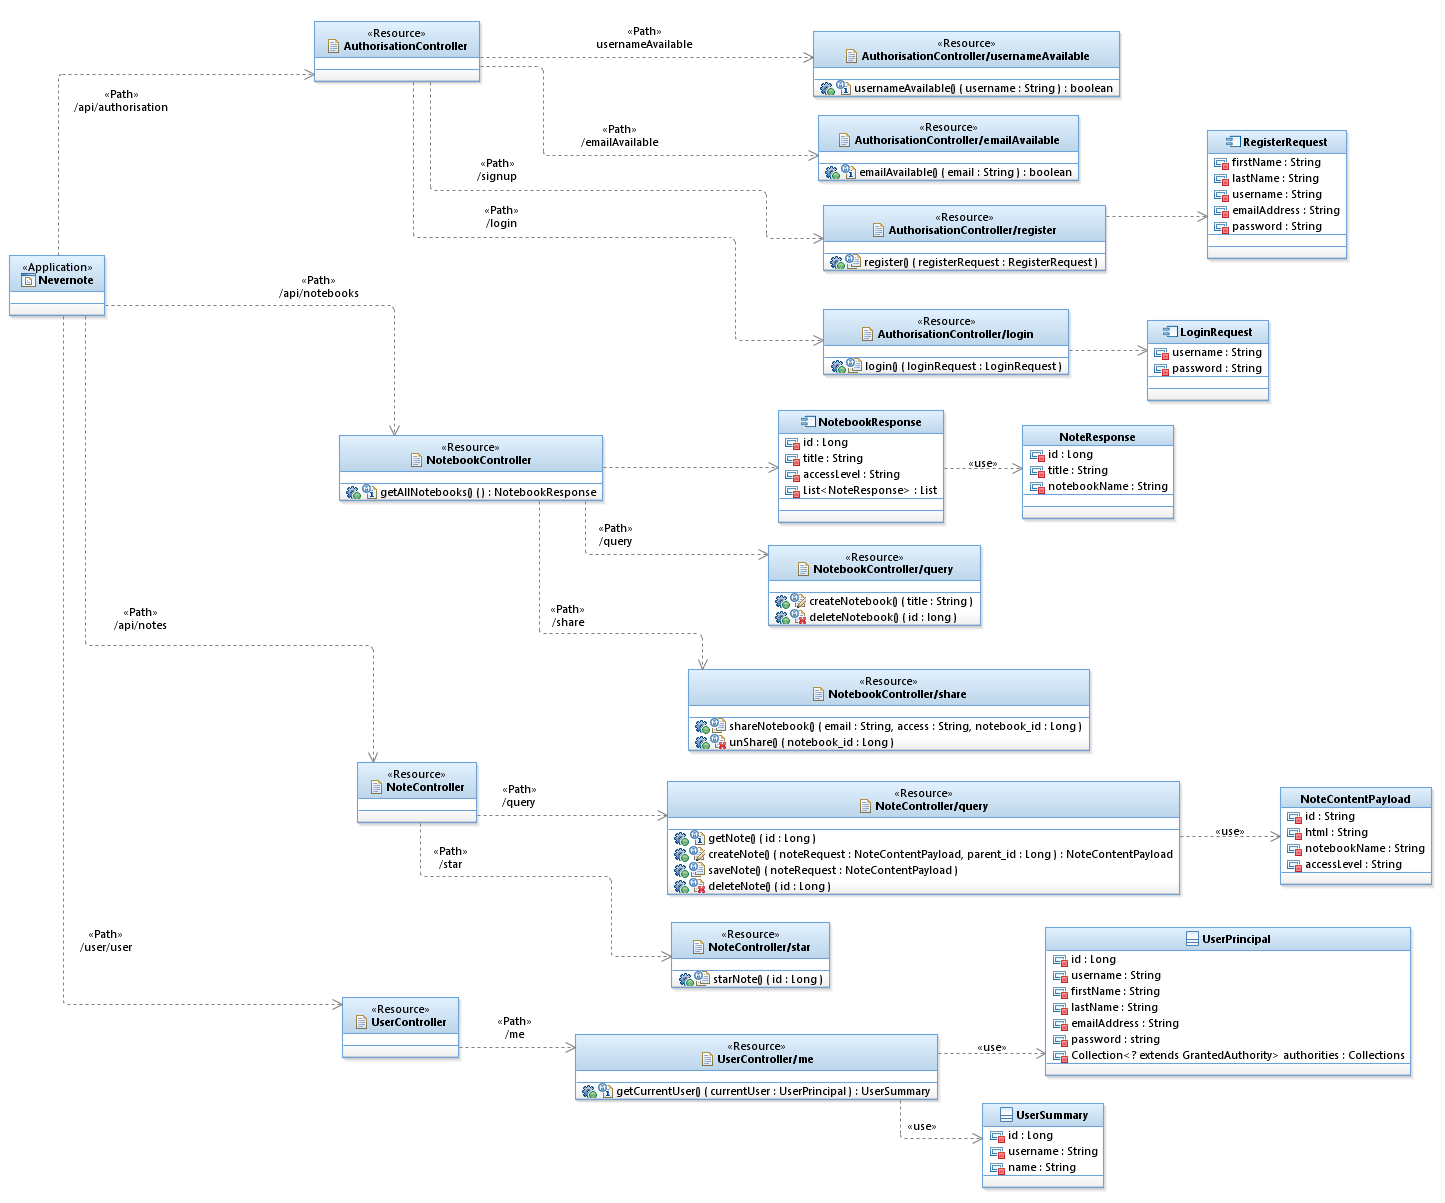 «Resource»
AuthorisationController
«Path»
/api/authorisation
«Path»
usernameAvailable
«Resource»
AuthorisationController/usernameAvailable
usernameAvailable() ( username : String ) : boolean
«Path»
/emailAvailable
«Resource»
AuthorisationController/emailAvailable
emailAvailable() ( email : String ) : boolean
«Path»
/signup
«Resource»
AuthorisationController/register
register() ( registerRequest : RegisterRequest )
RegisterRequest
firstName : String
lastName : String
username : String
emailAddress : String
password : String
«Path»
/login
«Resource»
AuthorisationController/login
login() ( loginRequest : LoginRequest )
LoginRequest
username : String
password : String
«Application»
Nevernote
«Path»
/api/notebooks
«Resource»
NotebookController
getAllNotebooks() ( ) : NotebookResponse
NotebookResponse
id : Long
title : String
accessLevel : String
List<NoteResponse> : List
«use»
NoteResponse
id : Long
title : String
notebookName : String
«Path»
/query
«Resource»
NotebookController/query
createNotebook() ( title : String )
deleteNotebook() ( id : long )
«Path»
/share
«Resource»
NotebookController/share
shareNotebook() ( email : String, access : String, notebook_id : Long )
unShare() ( notebook_id : Long )
«Path»
/api/notes
«Resource»
NoteController
«Path»
/query
«Resource»
NoteController/query
getNote() ( id : Long )
createNote() ( noteRequest : NoteContentPayload, parent_id : Long ) : NoteContentPayload
saveNote() ( noteRequest : NoteContentPayload )
deleteNote() ( id : Long )
«use»
NoteContentPayload
id : String
html : String
notebookName : String
accessLevel : String
«Path»
/star
«Resource»
NoteController/star
starNote() ( id : Long )
«Path»
/user/user
«Resource»
UserController
«Path»
/me
«Resource»
UserController/me
getCurrentUser() ( currentUser : UserPrincipal ) : UserSummary
«use»
UserPrincipal
id : Long
username : String
firstName : String
lastName : String
emailAddress : String
password : string
Collection<? extends GrantedAuthority> authorities : Collections
«use»
UserSummary
id : Long
username : String
name : String